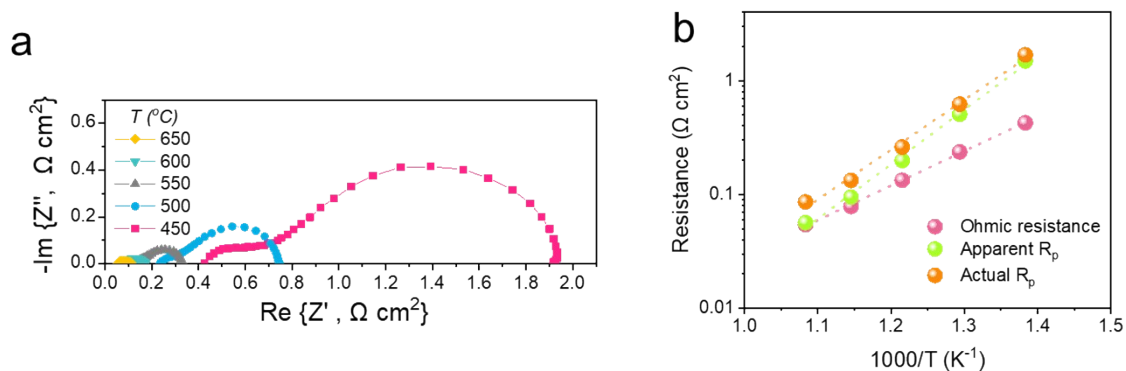 a
-Im {Z'' , Ω cm²}
0.6
0.4
0.2
0.0
T (°C)
650
600
550
500
450
0.0 0.2 0.4 0.6 0.8 1.0 1.2 1.4 1.6 1.8 2.0
Re {Z' , Ω cm²}
b
Resistance (Ω cm²)
1
0.1
0.01
Ohmic resistance
Apparent Rₚ
Actual Rₚ
1.0 1.1 1.2 1.3 1.4 1.5
1000/T (K⁻¹)